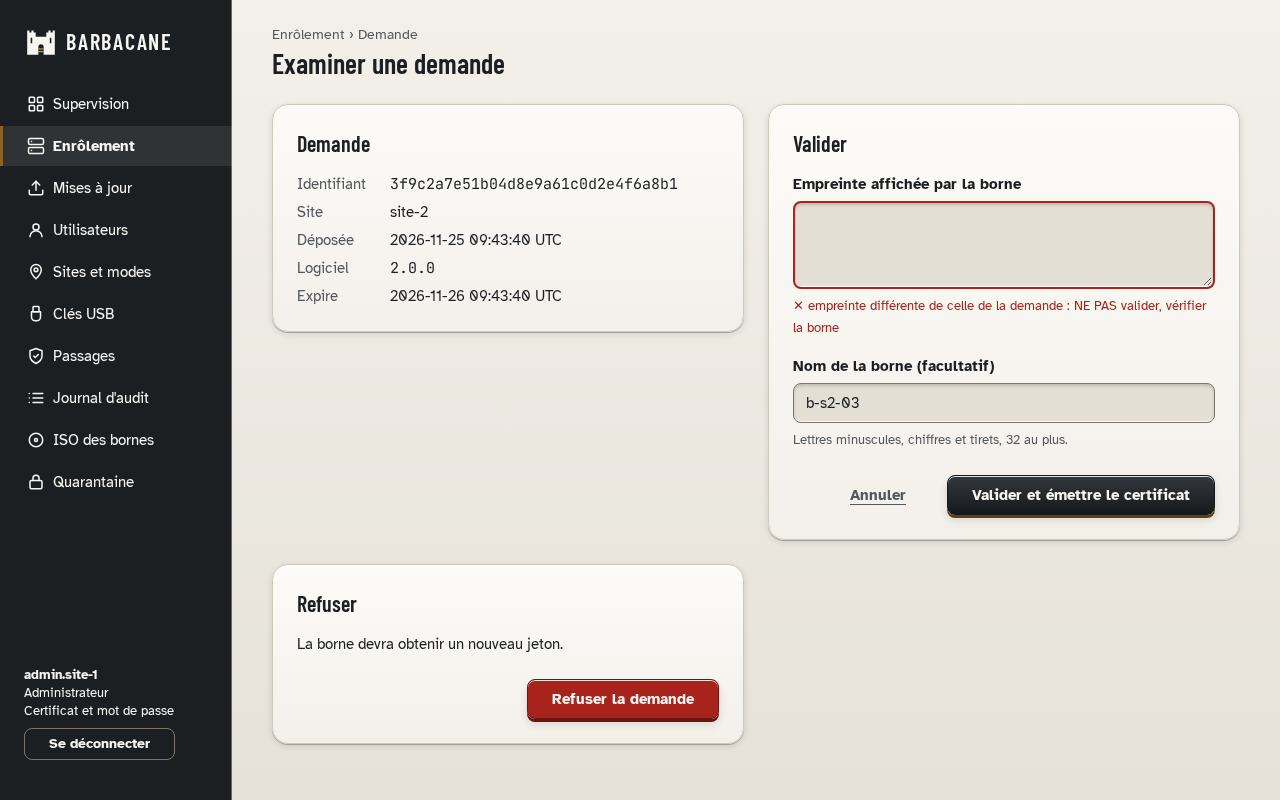 BARBACANE
Supervision
Enrôlement
Mises à jour
Utilisateurs
Sites et modes
Clés USB
Passages
Journal d'audit
ISO des bornes
Quarantaine
admin.site-1
Administrateur
Certificat et mot de passe
Se déconnecter
Enrôlement › Demande
Examiner une demande
Demande
Identifiant 3f9c2a7e51b04d8e9a61c0d2e4f6a8b1
Site site-2
Déposée 2026-11-25 09:43:40 UTC
Logiciel 2.0.0
Expire 2026-11-26 09:43:40 UTC
Valider
Empreinte affichée par la borne
✕ empreinte différente de celle de la demande : NE PAS valider, vérifier
la borne
Nom de la borne (facultatif)
b-s2-03
Lettres minuscules, chiffres et tirets, 32 au plus.
Annuler
Valider et émettre le certificat
Refuser
La borne devra obtenir un nouveau jeton.
Refuser la demande